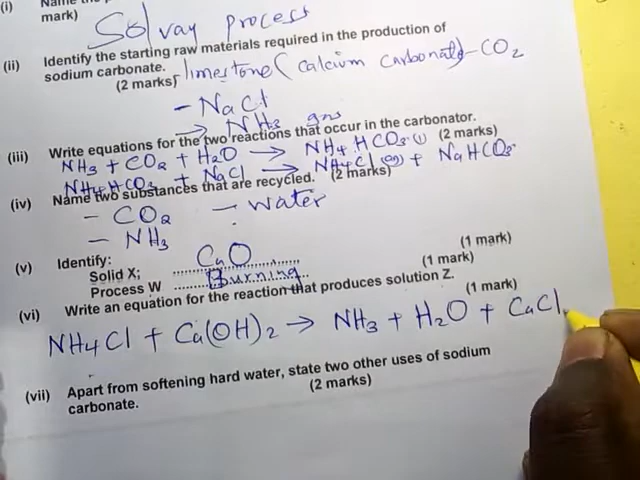 (i) Name the
mark)
Solvay process
(ii) Identify the starting raw materials required in the production of
sodium carbonate. - limestone (calcium carbonate) - CO2
(2 marks)
- NaCl
→ NH3 gas
(iii) Write equations for the two reactions that occur in the carbonator.
NH3 + CO2 + H2O → NH4HCO3 (l) (2 marks)
NH4HCO3 + NaCl → NH4Cl (aq) + NaHCO3
(iv) Name two substances that are recycled. (2 marks)
- CO2 - water
- NH3
(v) Identify: (1 mark)
Solid X; CaO (1 mark)
Process W Burning
(vi) Write an equation for the reaction that produces solution Z. (1 mark)
NH4Cl + Ca(OH)2 → NH3 + H2O + CaCl
(vii) Apart from softening hard water, state two other uses of sodium
carbonate. (2 marks)